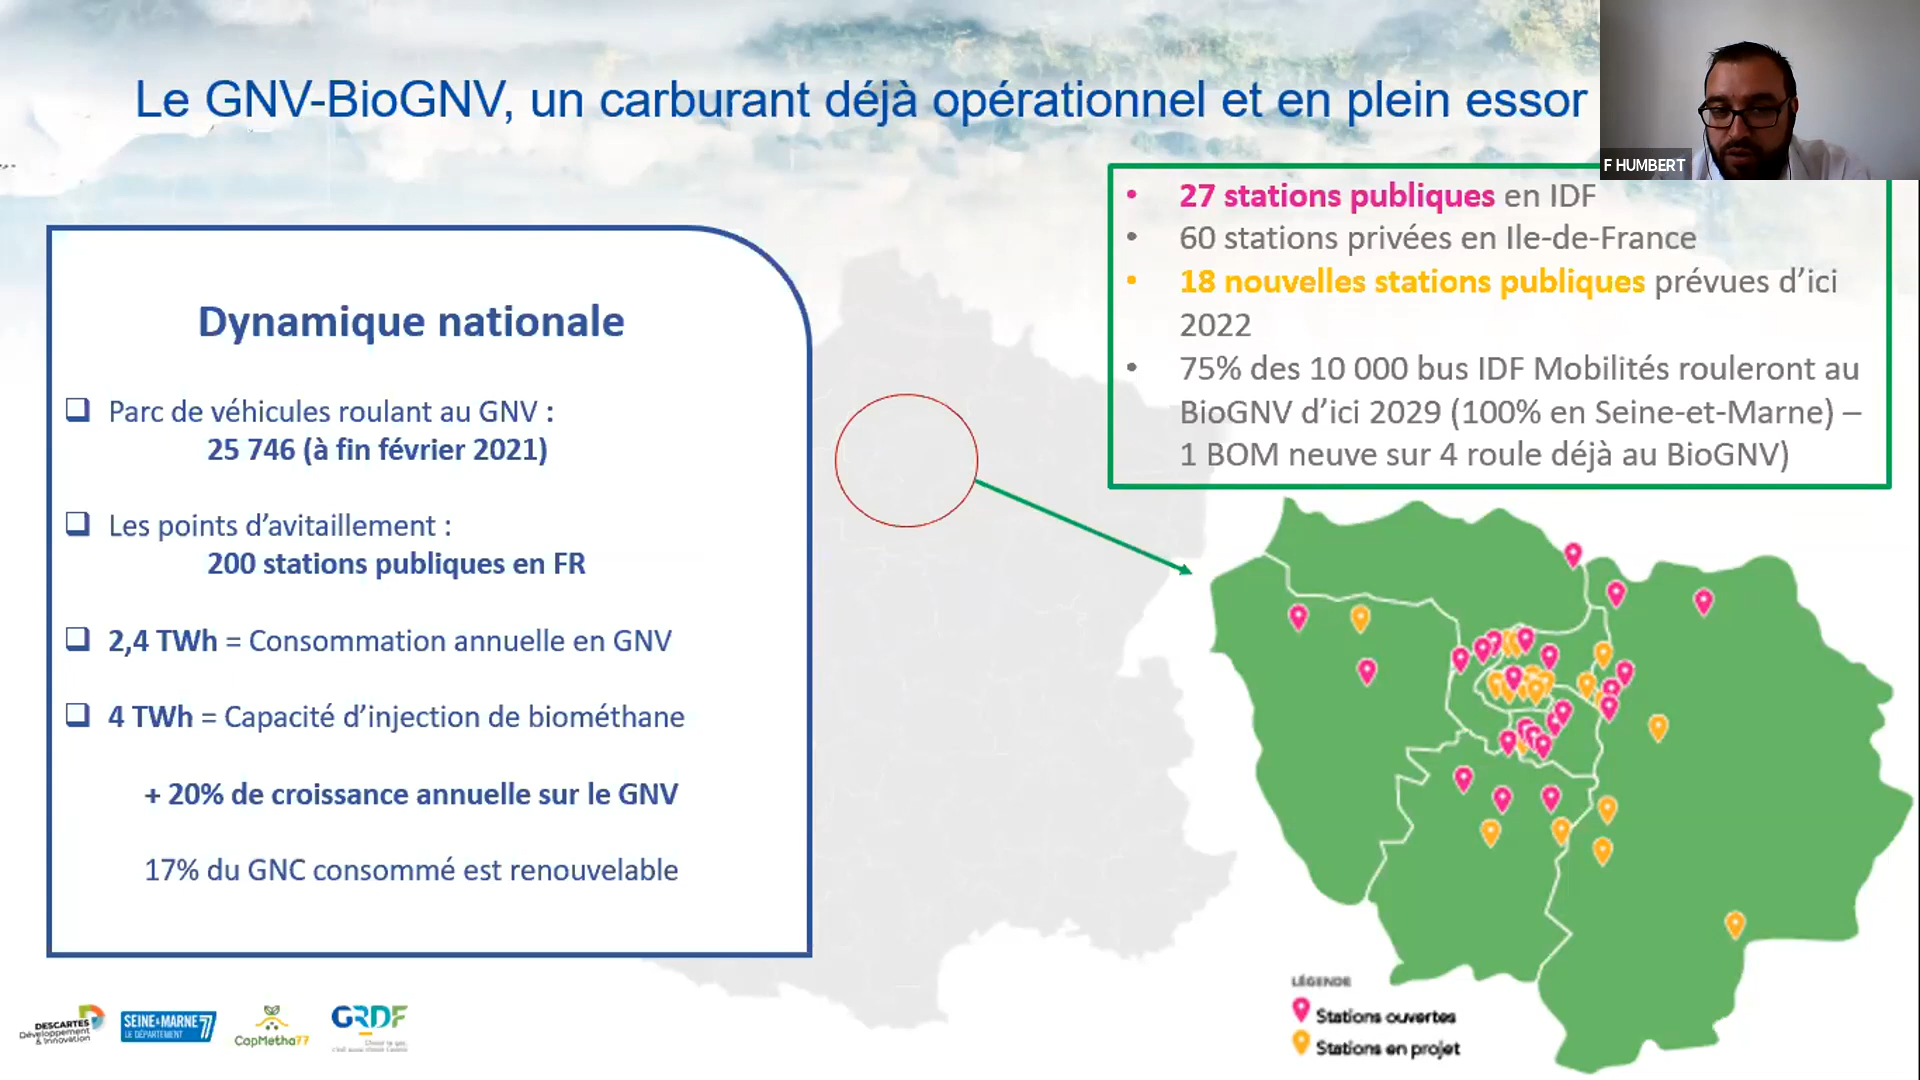 Le GNV-BioGNV, un carburant déjà opérationnel et en plein essor
F HUMBERT
• 27 stations publiques en IDF
• 60 stations privées en Ile-de-France
• 18 nouvelles stations publiques prévues d’ici
2022
• 75% des 10 000 bus IDF Mobilités rouleront au
BioGNV d’ici 2029 (100% en Seine-et-Marne) –
1 BOM neuve sur 4 roule déjà au BioGNV)
Dynamique nationale
❑ Parc de véhicules roulant au GNV :
25 746 (à fin février 2021)
❑ Les points d’avitaillement :
200 stations publiques en FR
❑ 2,4 TWh = Consommation annuelle en GNV
❑ 4 TWh = Capacité d’injection de biométhane
+ 20% de croissance annuelle sur le GNV
17% du GNC consommé est renouvelable
LÉGENDE
Stations ouvertes
Stations en projet
DESCARTES
Développement
& Innovation
SEINE & MARNE 77
LE DÉPARTEMENT
CapMetha77
GRDF